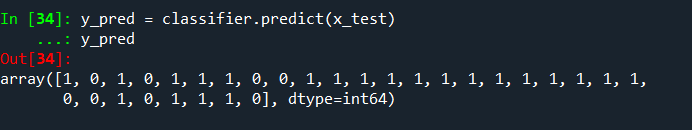 In [34]: y_pred = classifier.predict(x_test)
...: y_pred
Out[34]:
array([1, 0, 1, 0, 1, 1, 1, 0, 0, 1, 1, 1, 1, 1, 1, 1, 1, 1, 1, 1, 1, 1,
0, 0, 1, 0, 1, 1, 1, 0], dtype=int64)